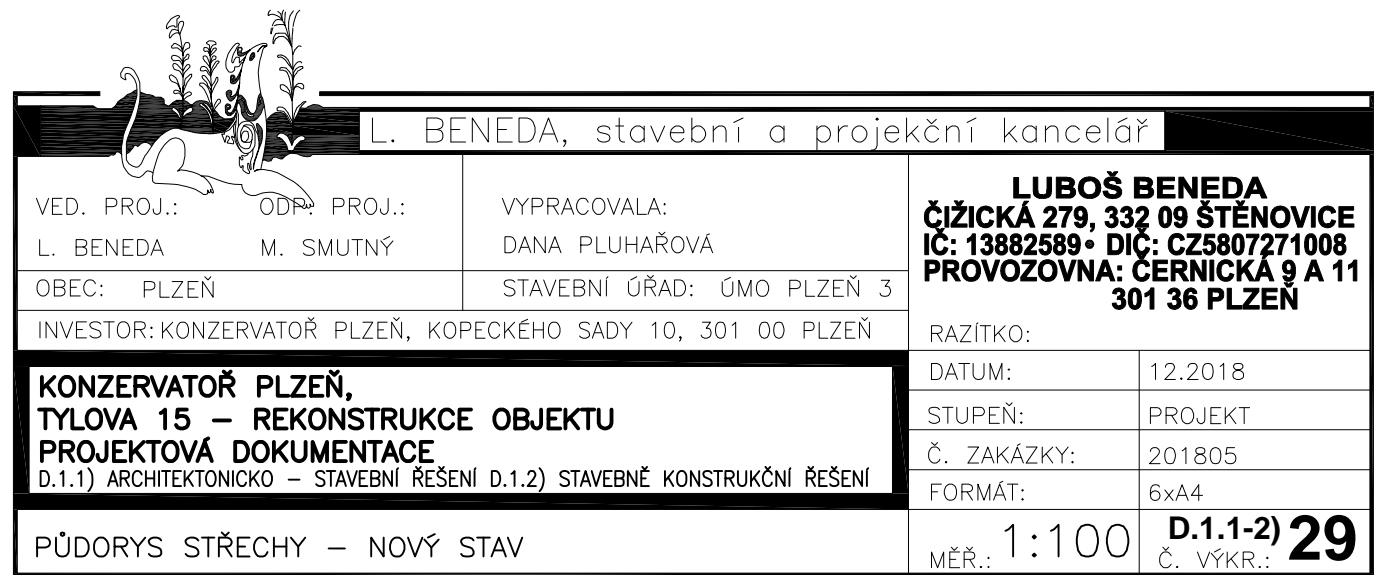 L. BENEDA, stavební a projekční kancelář
VED. PROJ.: ODP. PROJ.: VYPRACOVALA:
L. BENEDA M. SMUTNÝ DANA PLUHAŘOVÁ
OBEC: PLZEŇ STAVEBNÍ ÚŘAD: ÚMO PLZEŇ 3
INVESTOR: KONZERVATOŘ PLZEŇ, KOPECKÉHO SADY 10, 301 00 PLZEŇ
LUBOŠ BENEDA
ČIŽICKÁ 279, 332 09 ŠTĚNOVICE
IČ: 13882589• DIČ: CZ5807271008
PROVOZOVNA: ČERNICKÁ 9 A 11
301 36 PLZEŇ
RAZÍTKO:
KONZERVATOŘ PLZEŇ,
TYLOVA 15 – REKONSTRUKCE OBJEKTU
PROJEKTOVÁ DOKUMENTACE
D.1.1) ARCHITEKTONICKO – STAVEBNÍ ŘEŠENÍ D.1.2) STAVEBNĚ KONSTRUKČNÍ ŘEŠENÍ
DATUM: 12.2018
STUPEŇ: PROJEKT
Č. ZAKÁZKY: 201805
FORMÁT: 6xA4
PŮDORYS STŘECHY – NOVÝ STAV
MĚŘ.: 1:100
D.1.1-2) 29
Č. VÝKR.: